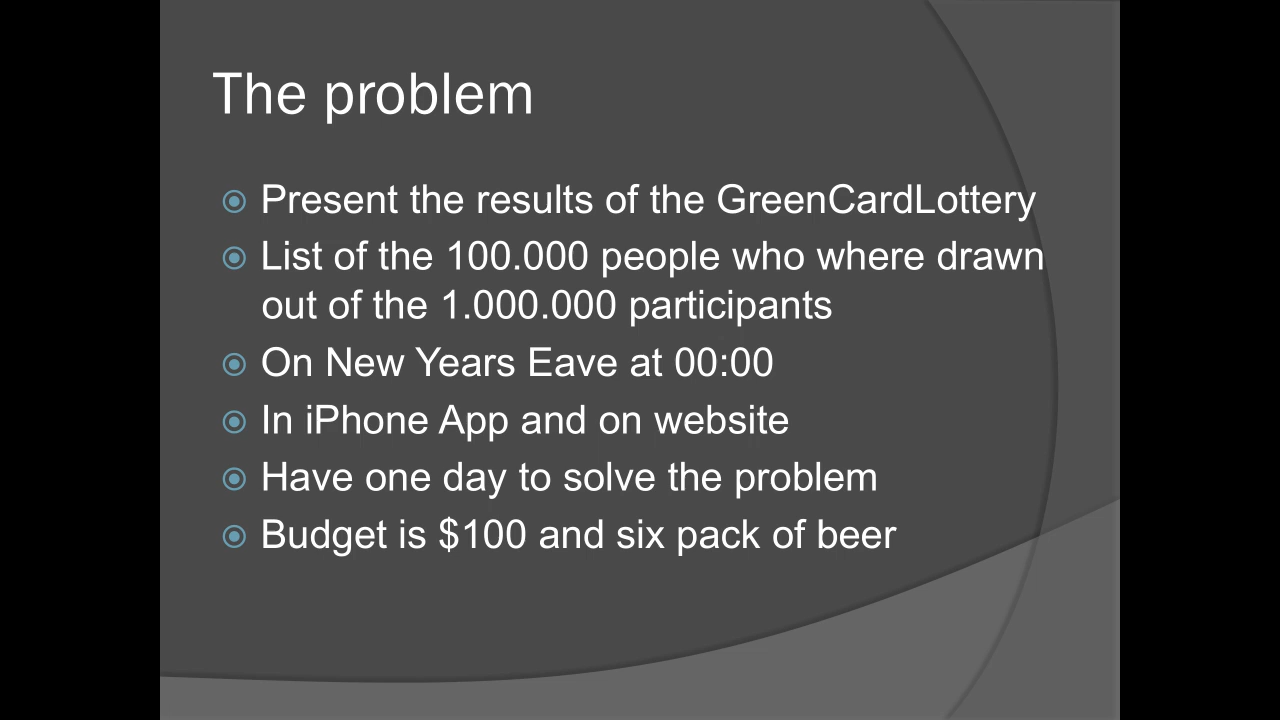 The problem
Present the results of the GreenCardLottery
List of the 100.000 people who where drawn
out of the 1.000.000 participants
On New Years Eave at 00:00
In iPhone App and on website
Have one day to solve the problem
Budget is $100 and six pack of beer